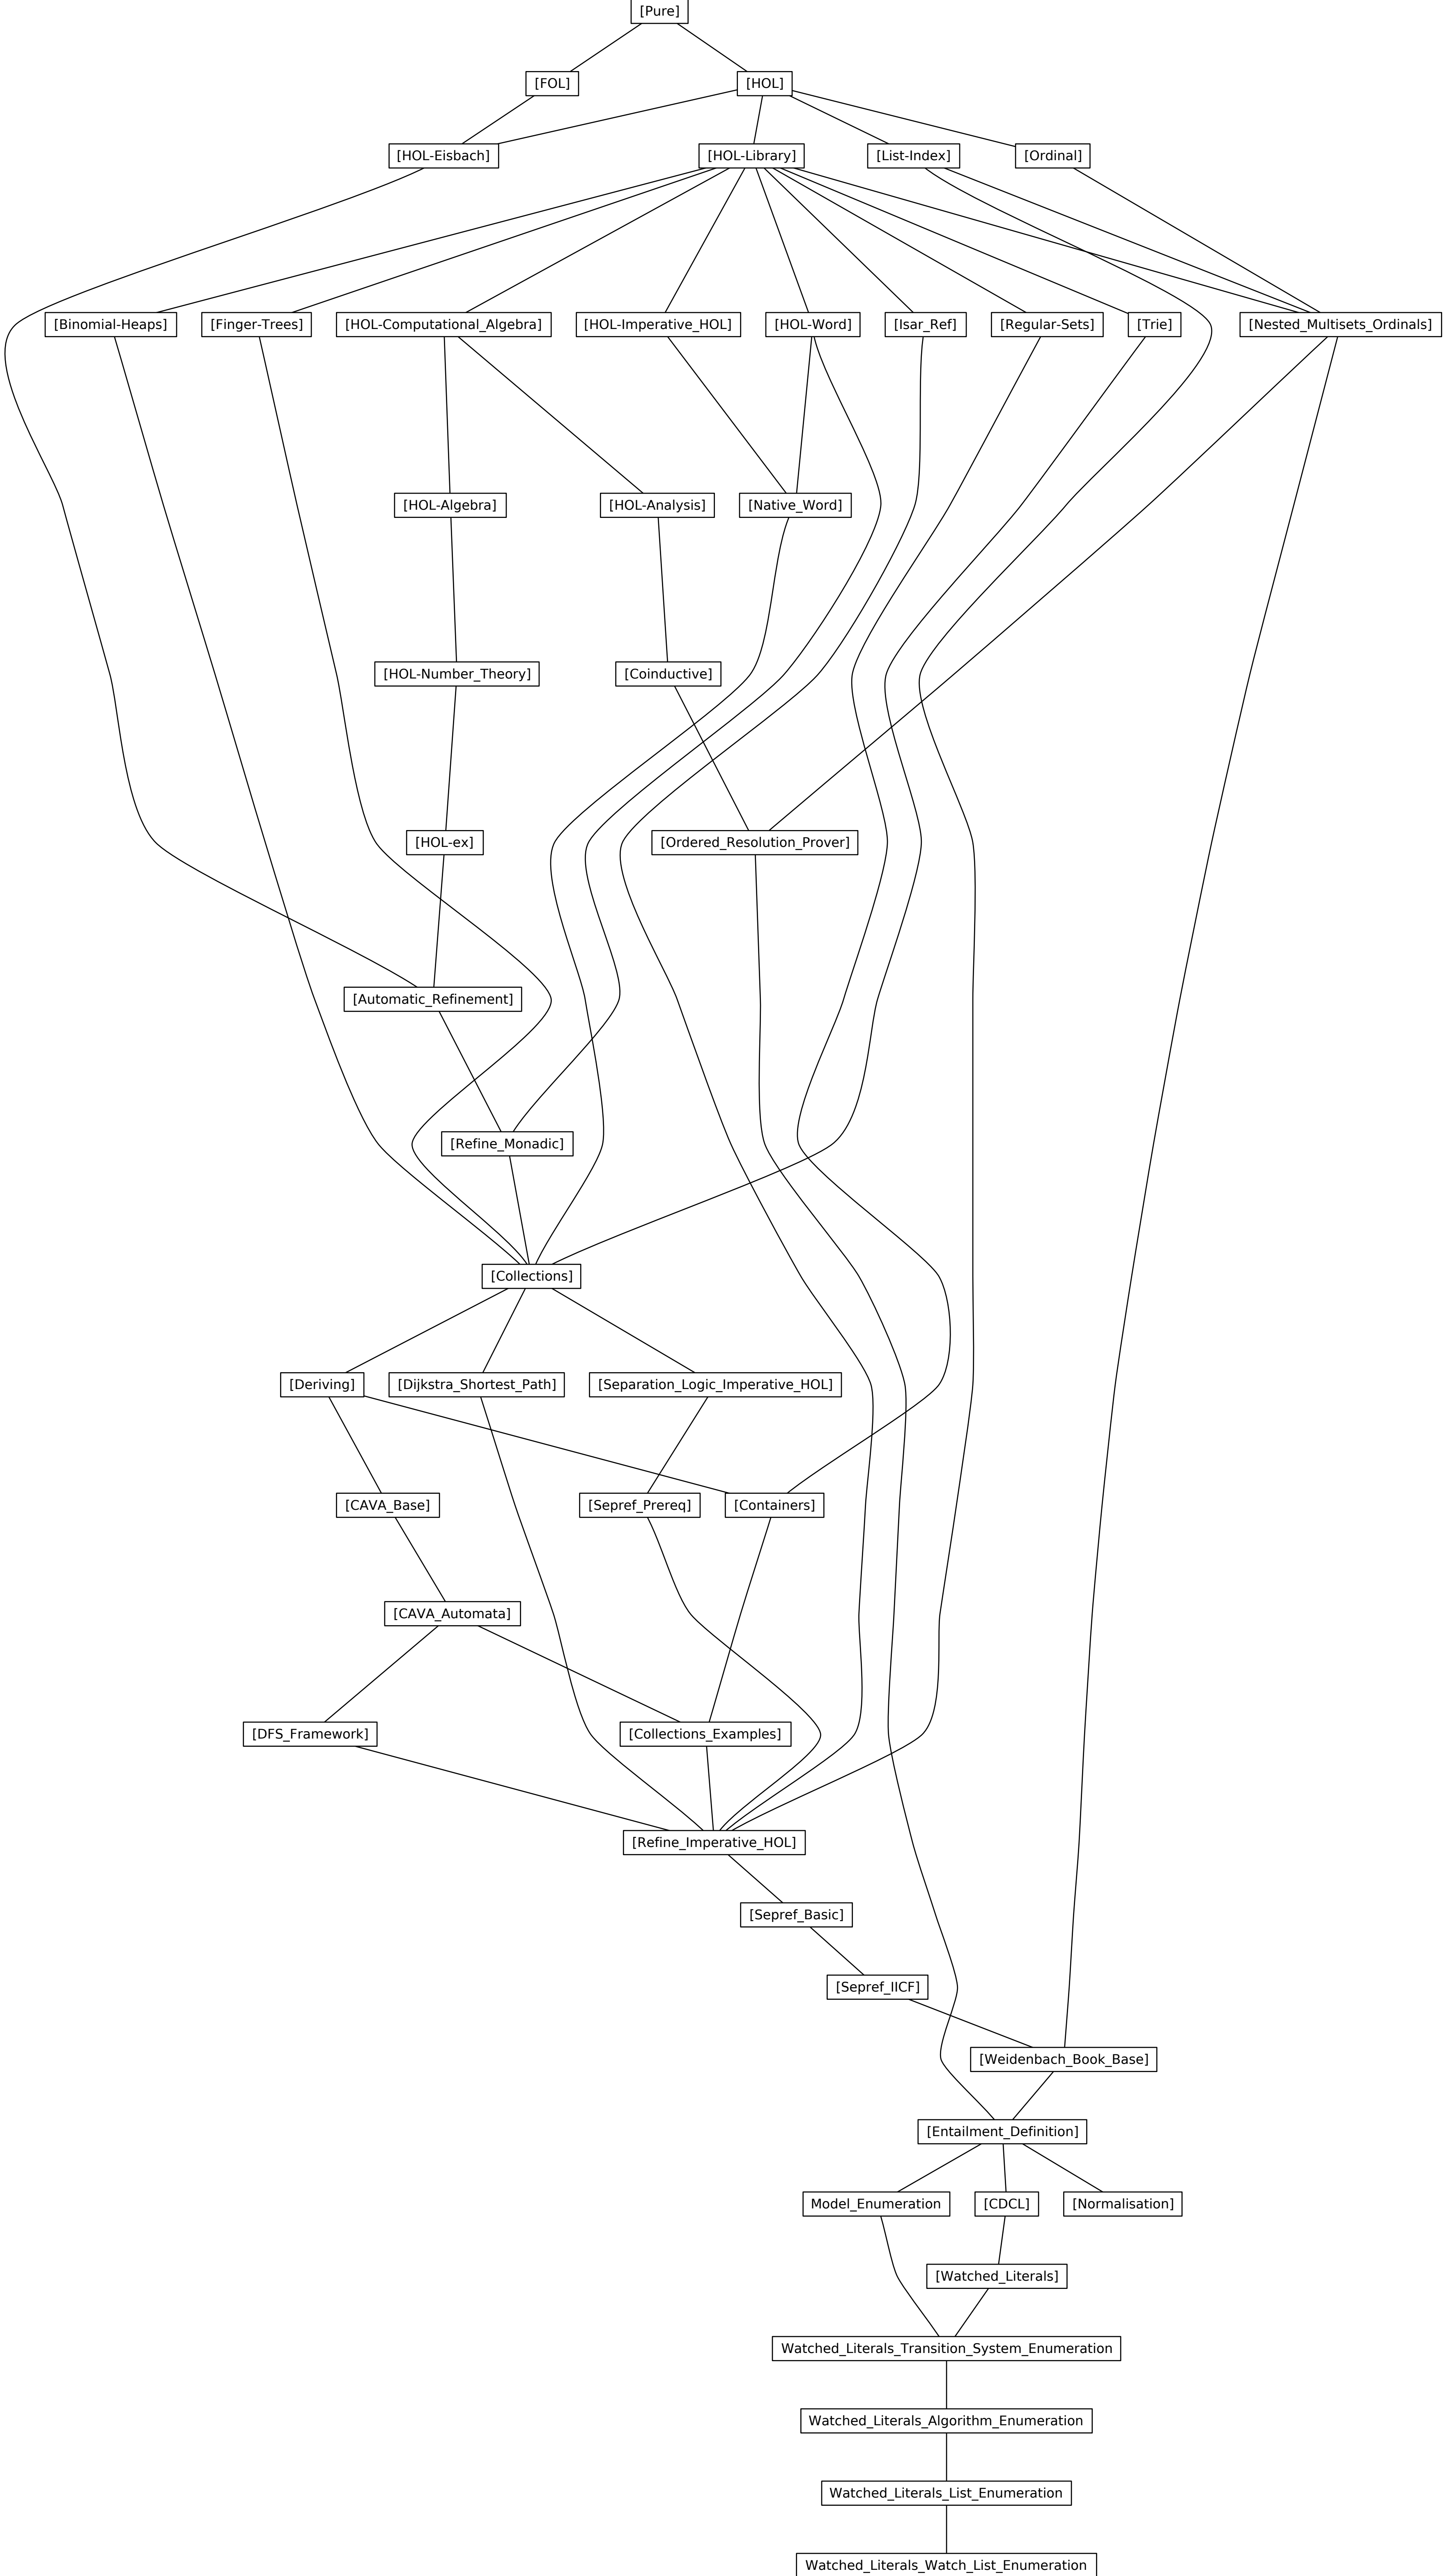 [Pure]
[FOL]
[HOL]
[HOL-Eisbach]
[HOL-Library]
[List-Index]
[Ordinal]
[Binomial-Heaps]
[Finger-Trees]
[HOL-Computational_Algebra]
[HOL-Imperative_HOL]
[HOL-Word]
[Isar_Ref]
[Regular-Sets]
[Trie]
[Nested_Multisets_Ordinals]
[HOL-Algebra]
[HOL-Analysis]
[Native_Word]
[HOL-Number_Theory]
[Coinductive]
[HOL-ex]
[Ordered_Resolution_Prover]
[Automatic_Refinement]
[Refine_Monadic]
[Collections]
[Deriving]
[Dijkstra_Shortest_Path]
[Separation_Logic_Imperative_HOL]
[CAVA_Base]
[Sepref_Prereq]
[Containers]
[CAVA_Automata]
[DFS_Framework]
[Collections_Examples]
[Refine_Imperative_HOL]
[Sepref_Basic]
[Sepref_IICF]
[Weidenbach_Book_Base]
[Entailment_Definition]
Model_Enumeration
[CDCL]
[Normalisation]
[Watched_Literals]
Watched_Literals_Transition_System_Enumeration
Watched_Literals_Algorithm_Enumeration
Watched_Literals_List_Enumeration
Watched_Literals_Watch_List_Enumeration